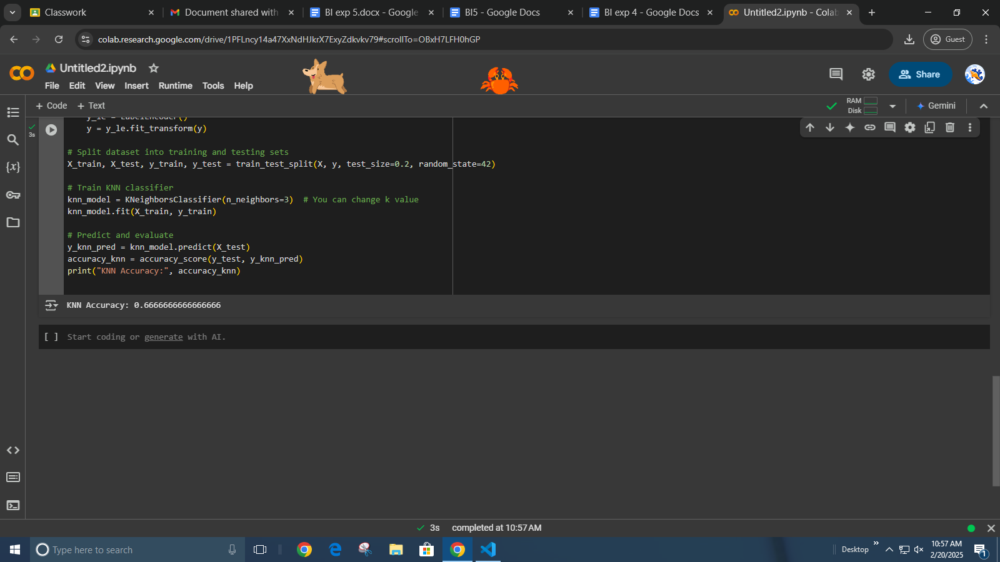 Classwork
Document shared with
BI exp 5.docx - Google
BI5 - Google Docs
BI exp 4 - Google Docs
Untitled2.ipynb - Colab
colab.research.google.com/drive/1PFLncy14a47XxNdHJkrX7ExyZdkvkv79#scrollTo=OBxH7LFH0hGP
Guest
Untitled2.ipynb
File Edit View Insert Runtime Tools Help
Share
+ Code + Text
RAM
Disk
Gemini
3s
y_le = LabelEncoder()
y = y_le.fit_transform(y)
# Split dataset into training and testing sets
X_train, X_test, y_train, y_test = train_test_split(X, y, test_size=0.2, random_state=42)
# Train KNN classifier
knn_model = KNeighborsClassifier(n_neighbors=3)  # You can change k value
knn_model.fit(X_train, y_train)
# Predict and evaluate
y_knn_pred = knn_model.predict(X_test)
accuracy_knn = accuracy_score(y_test, y_knn_pred)
print("KNN Accuracy:", accuracy_knn)
KNN Accuracy: 0.6666666666666666
[ ] Start coding or generate with AI.
{x}
3s completed at 10:57 AM
Type here to search
Desktop
10:57 AM
2/20/2025
1